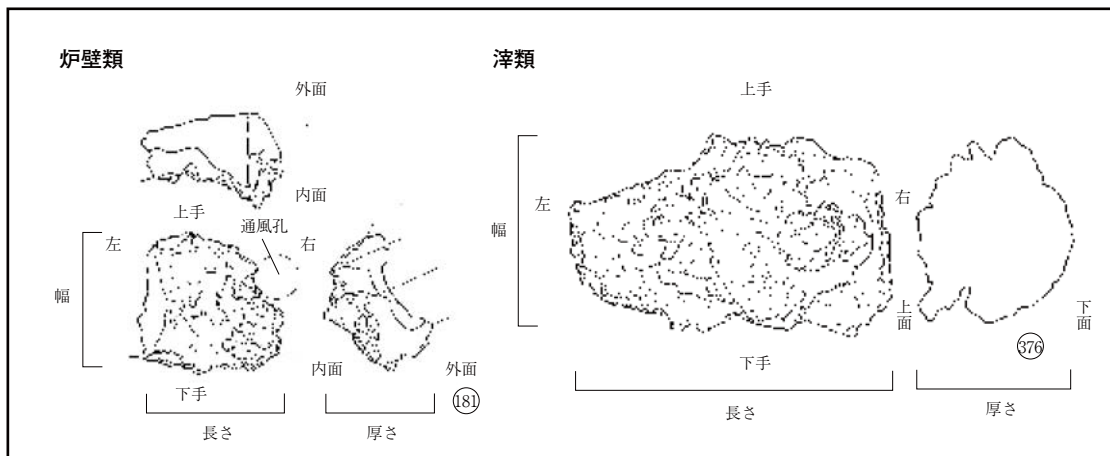 炉壁類
外面
内面
上手
通風孔
左
右
幅
内面
外面
下手
181
長さ
厚さ
滓類
上手
左
右
幅
上面
下面
376
下手
長さ
厚さ